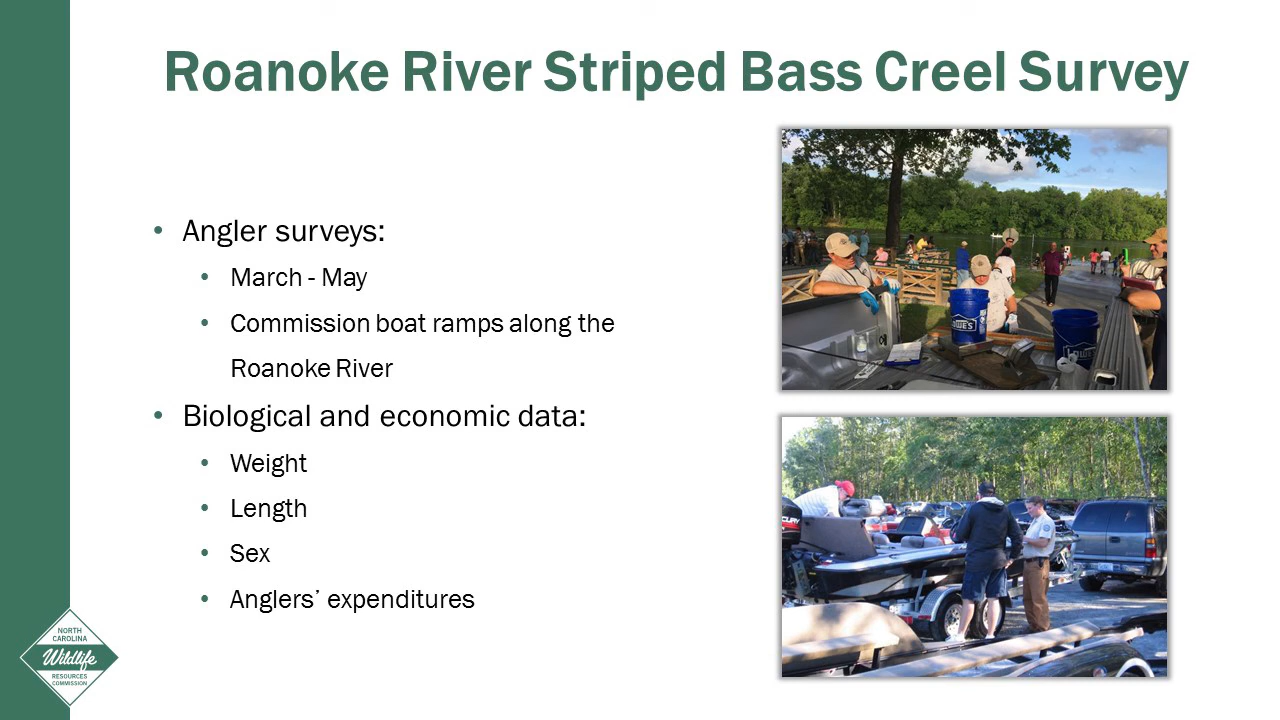 Roanoke River Striped Bass Creel Survey
• Angler surveys:
• March - May
• Commission boat ramps along the
Roanoke River
• Biological and economic data:
• Weight
• Length
• Sex
• Anglers’ expenditures
NORTH
CAROLINA
Wildlife
RESOURCES
COMMISSION
LOWE'S
LOWE'S